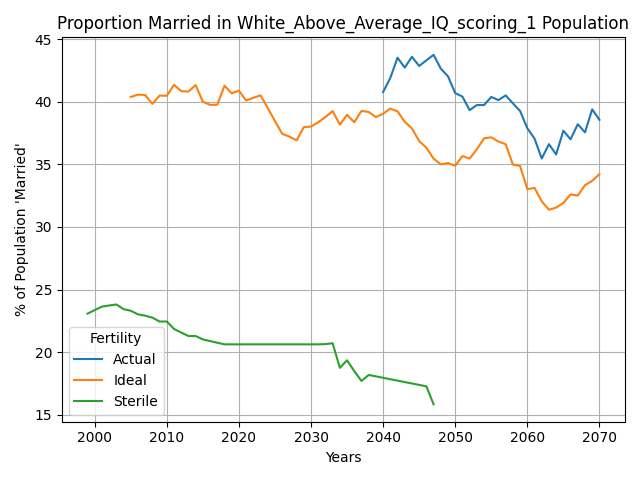 Proportion Married in White_Above_Average_IQ_scoring_1 Population
% of Population 'Married'
45
40
35
30
25
20
15
Fertility
Actual
Ideal
Sterile
2000 2010 2020 2030 2040 2050 2060 2070
Years